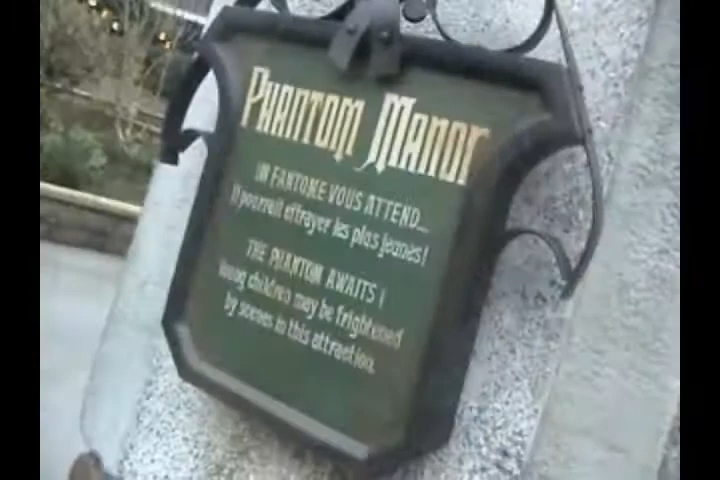 PHANTOM MANOR
UN FANTOME VOUS ATTEND...
Il pourrait effrayer les plus jeunes!
THE PHANTOM AWAITS!
Young children may be frightened
by scenes in this attraction.